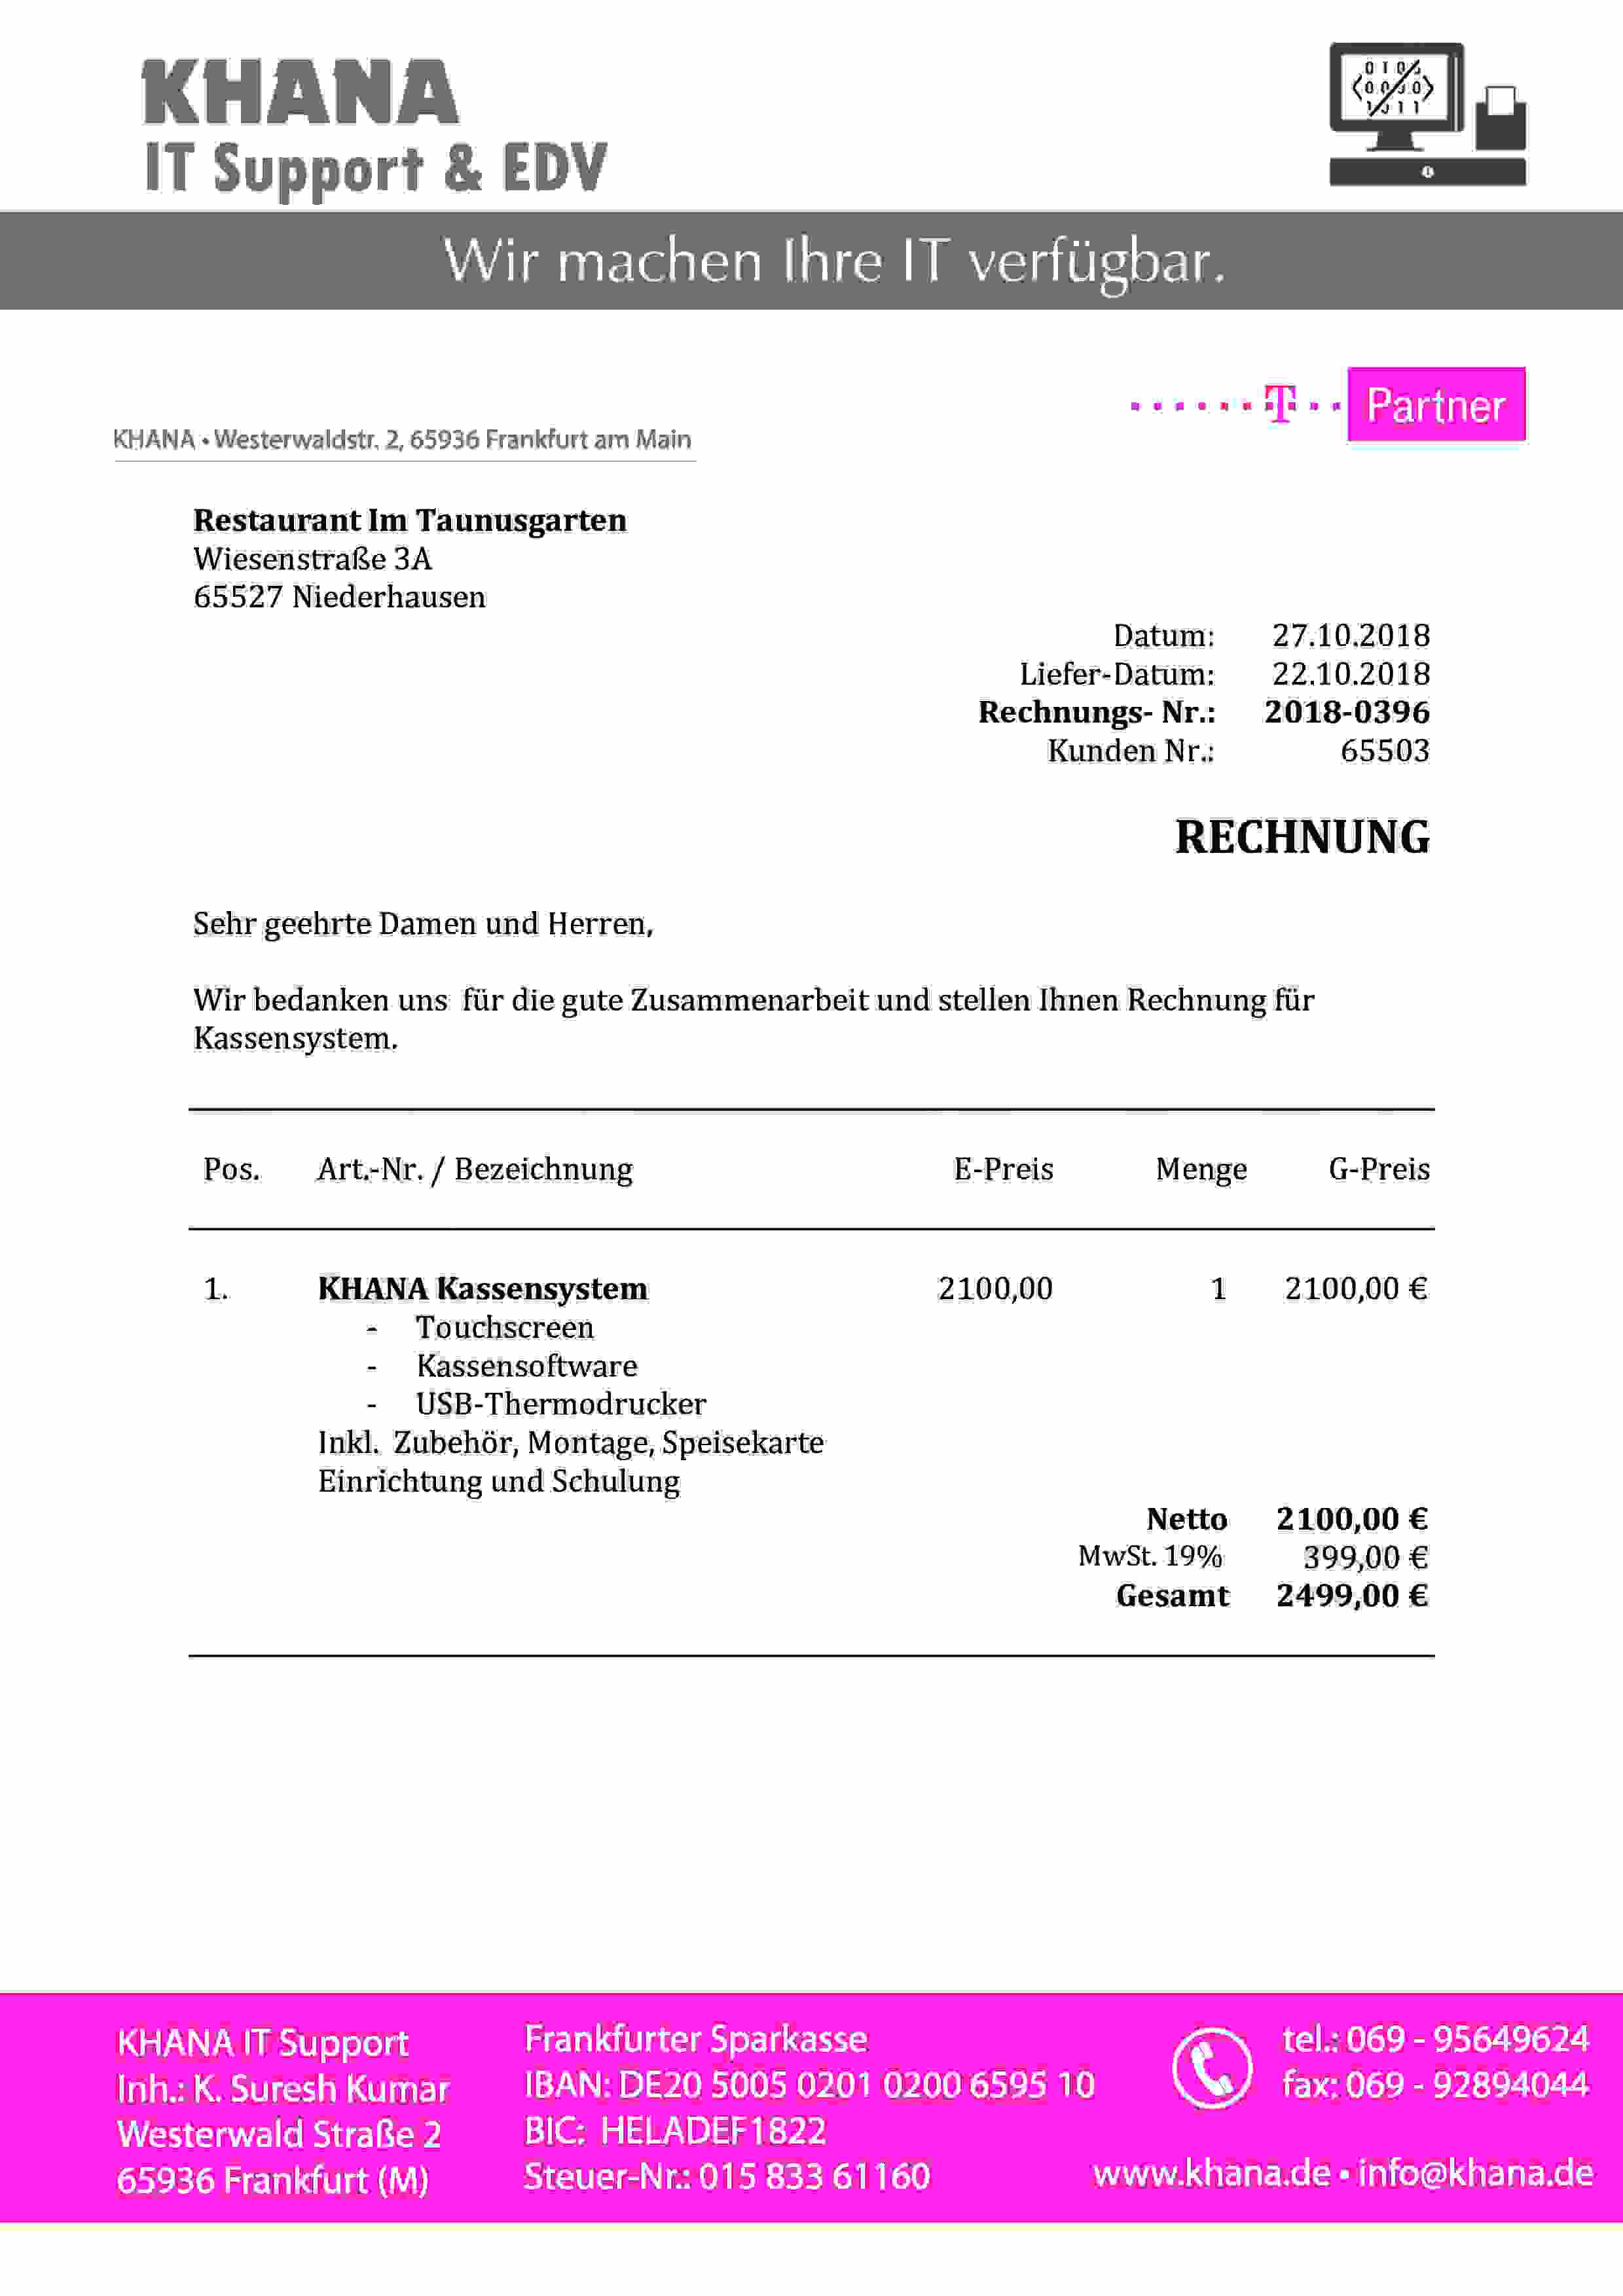 KHANA
IT Support & EDV
Wir machen Ihre IT verfügbar.
T Partner
KHANA • Westerwaldstr. 2, 65936 Frankfurt am Main
Restaurant Im Taunusgarten
Wiesenstraße 3A
65527 Niederhausen
Datum: 27.10.2018
Liefer-Datum: 22.10.2018
Rechnungs- Nr.: 2018-0396
Kunden Nr.: 65503
RECHNUNG
Sehr geehrte Damen und Herren,
Wir bedanken uns für die gute Zusammenarbeit und stellen Ihnen Rechnung für
Kassensystem.
Pos. Art.-Nr. / Bezeichnung E-Preis Menge G-Preis
1. KHANA Kassensystem 2100,00 1 2100,00 €
- Touchscreen
- Kassensoftware
- USB-Thermodrucker
Inkl. Zubehör, Montage, Speisekarte
Einrichtung und Schulung
Netto 2100,00 €
MwSt. 19% 399,00 €
Gesamt 2499,00 €
KHANA IT Support
Inh.: K. Suresh Kumar
Westerwald Straße 2
65936 Frankfurt (M)
Frankfurter Sparkasse
IBAN: DE20 5005 0201 0200 6595 10
BIC: HELADEF1822
Steuer-Nr.: 015 833 61160
tel.: 069 - 95649624
fax: 069 - 92894044
www.khana.de • info@khana.de